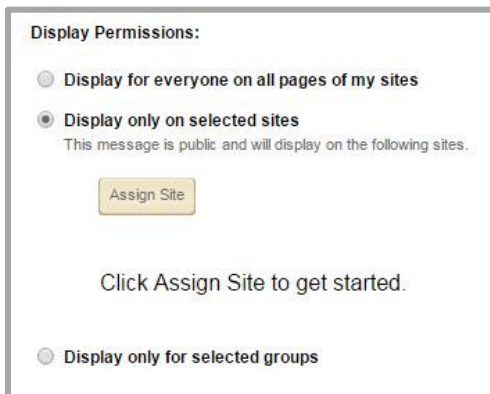 Display Permissions:
Display for everyone on all pages of my sites
Display only on selected sites
This message is public and will display on the following sites.
Assign Site
Click Assign Site to get started.
Display only for selected groups